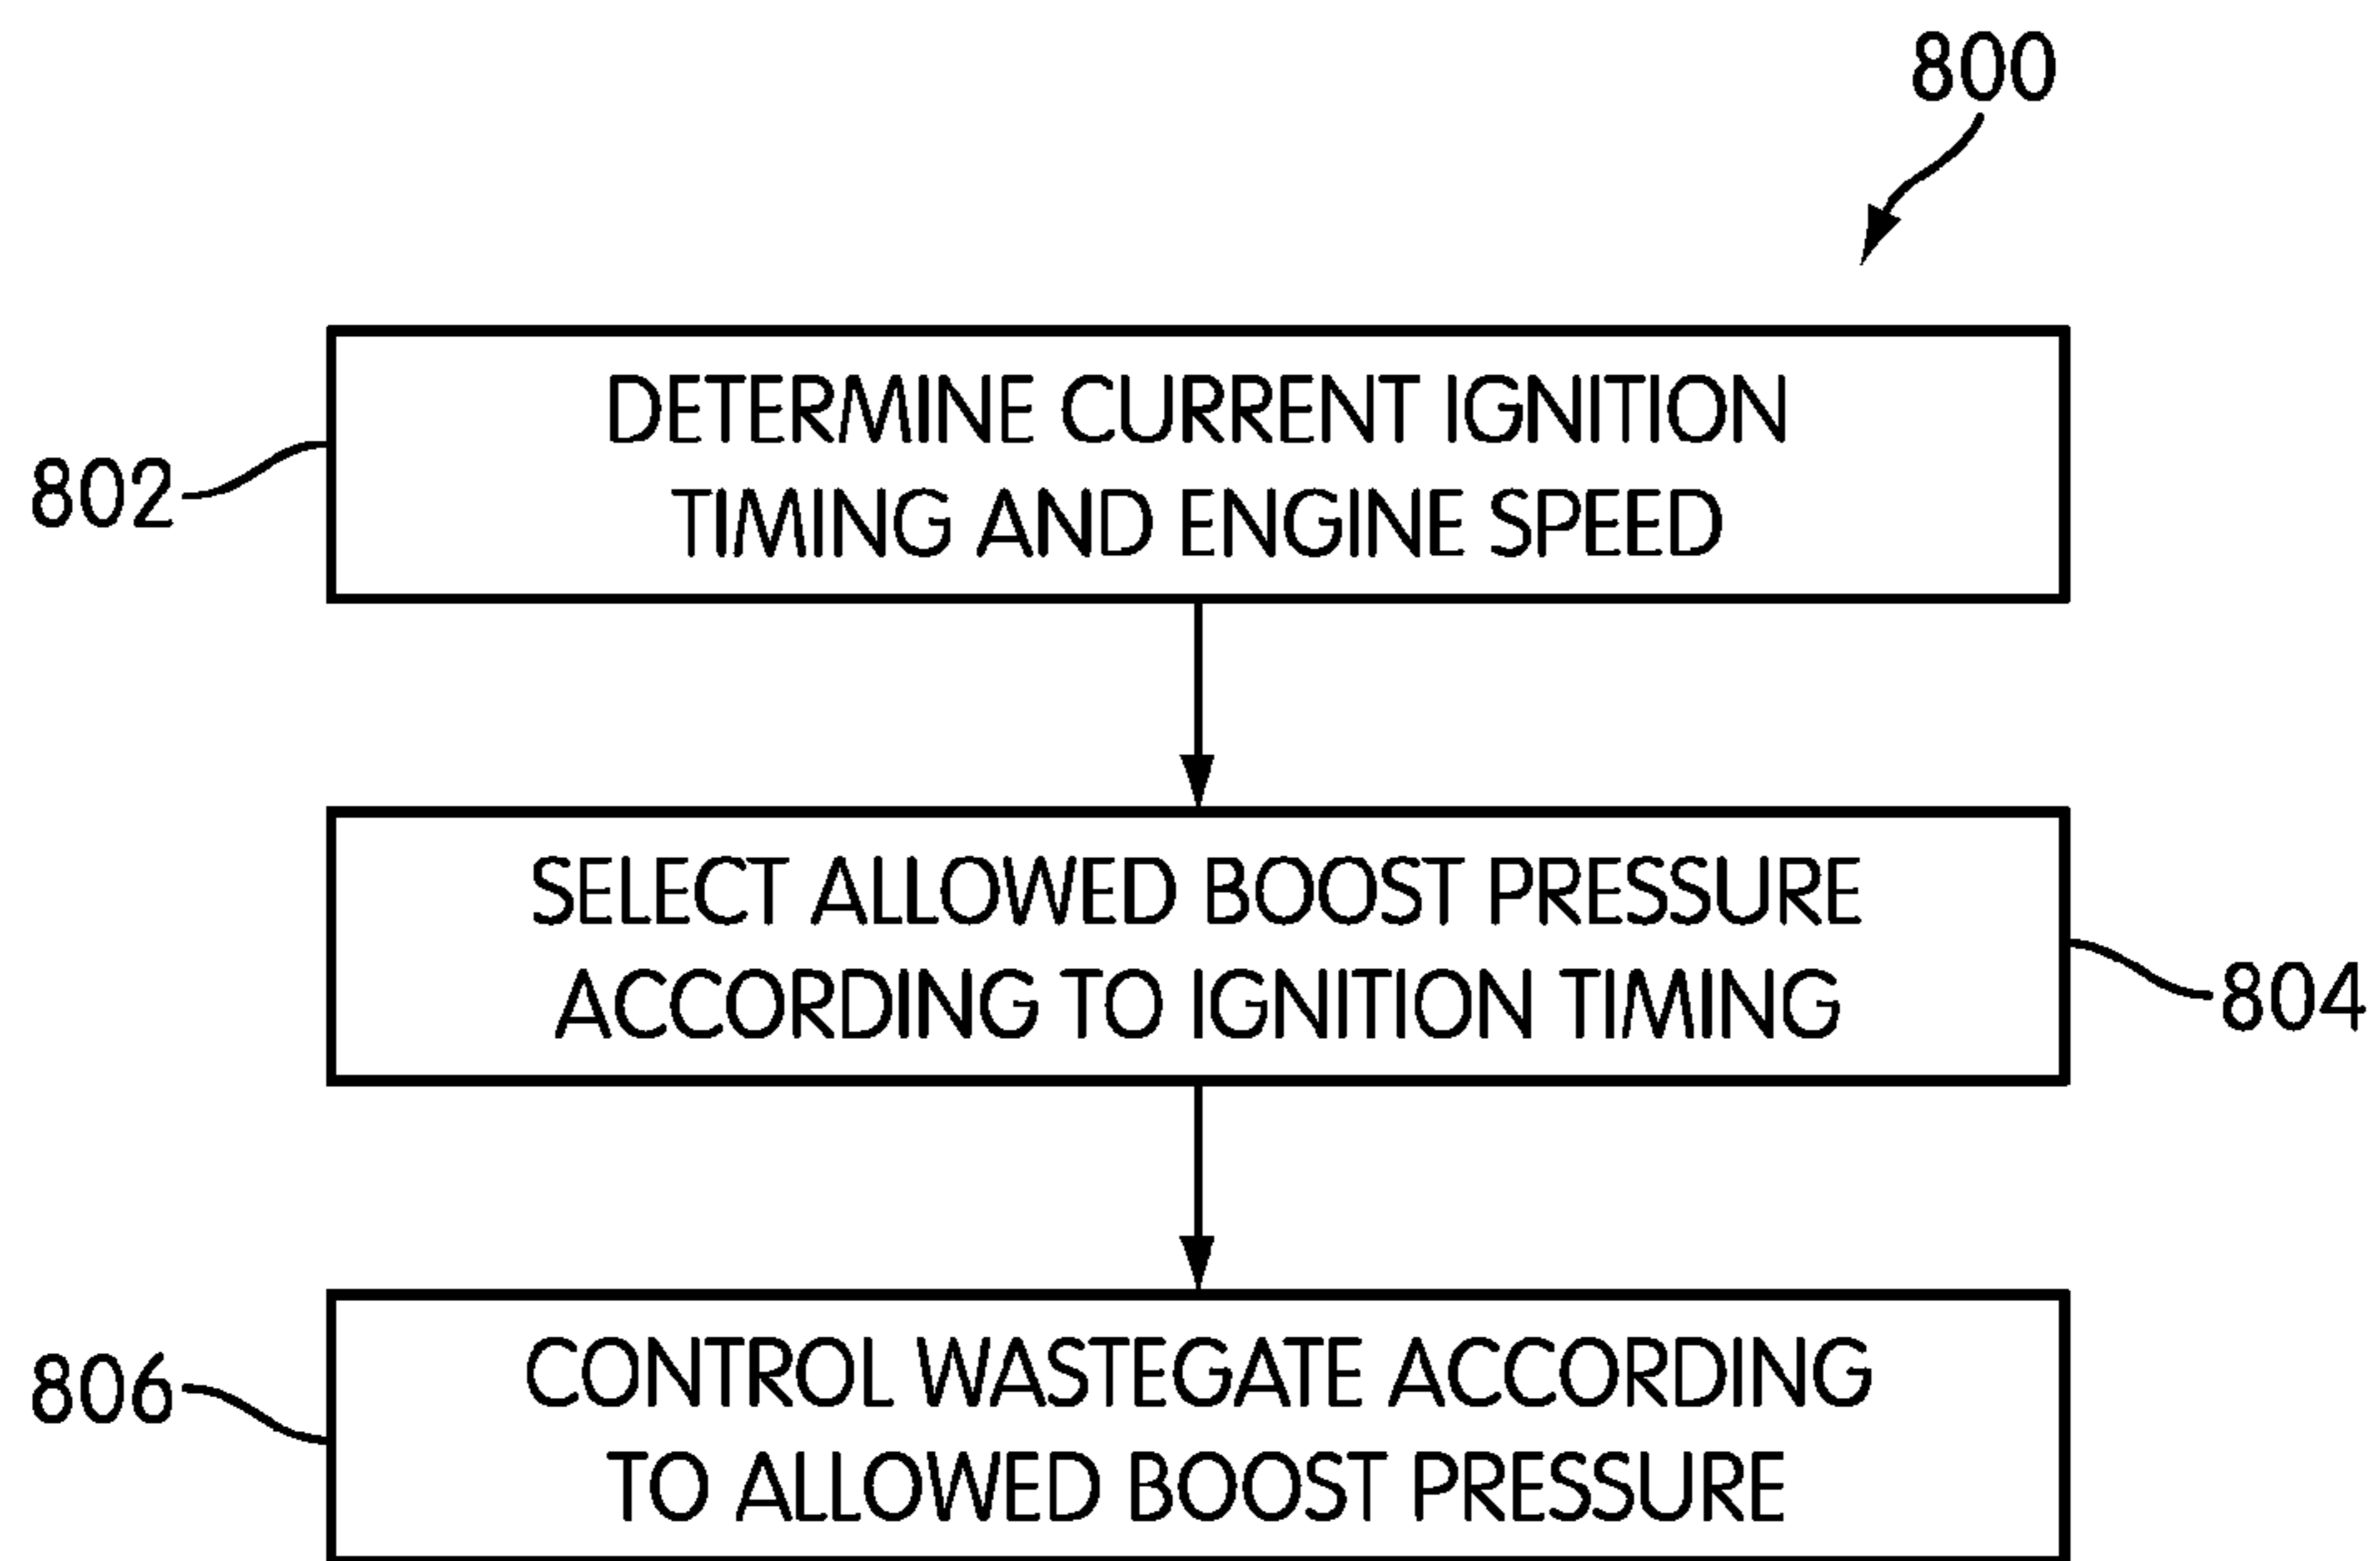 800
802
DETERMINE CURRENT IGNITION
TIMING AND ENGINE SPEED
SELECT ALLOWED BOOST PRESSURE
ACCORDING TO IGNITION TIMING
804
806
CONTROL WASTEGATE ACCORDING
TO ALLOWED BOOST PRESSURE